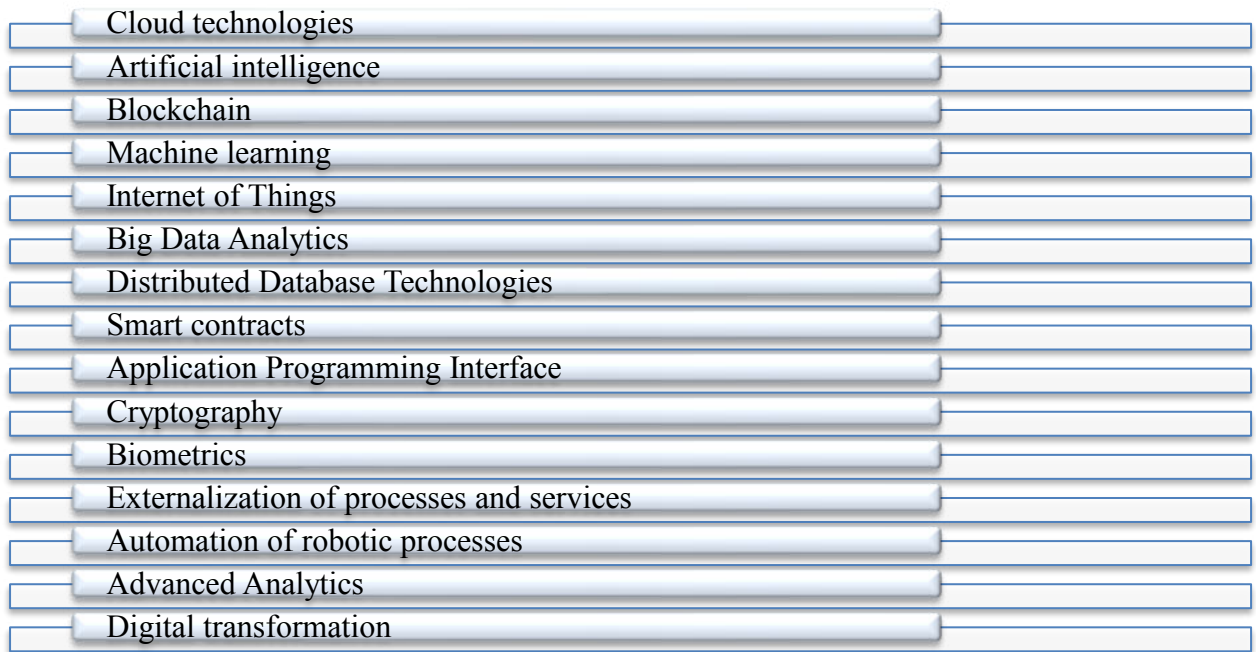 Cloud technologies
Artificial intelligence
Blockchain
Machine learning
Internet of Things
Big Data Analytics
Distributed Database Technologies
Smart contracts
Application Programming Interface
Cryptography
Biometrics
Externalization of processes and services
Automation of robotic processes
Advanced Analytics
Digital transformation